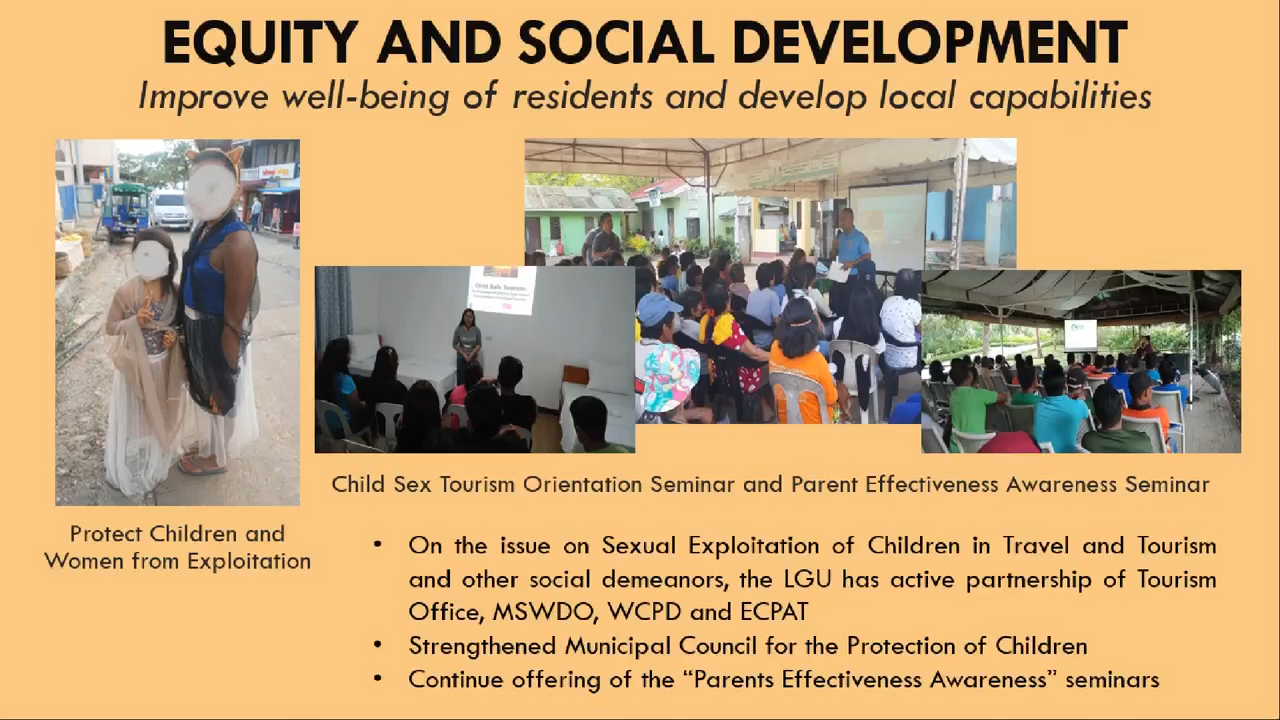 EQUITY AND SOCIAL DEVELOPMENT
Improve well-being of residents and develop local capabilities
Child Safe Tourism:
Child Sex Tourism Orientation Seminar and Parent Effectiveness Awareness Seminar
Protect Children and
Women from Exploitation
• On the issue on Sexual Exploitation of Children in Travel and Tourism
and other social demeanors, the LGU has active partnership of Tourism
Office, MSWDO, WCPD and ECPAT
• Strengthened Municipal Council for the Protection of Children
• Continue offering of the “Parents Effectiveness Awareness” seminars